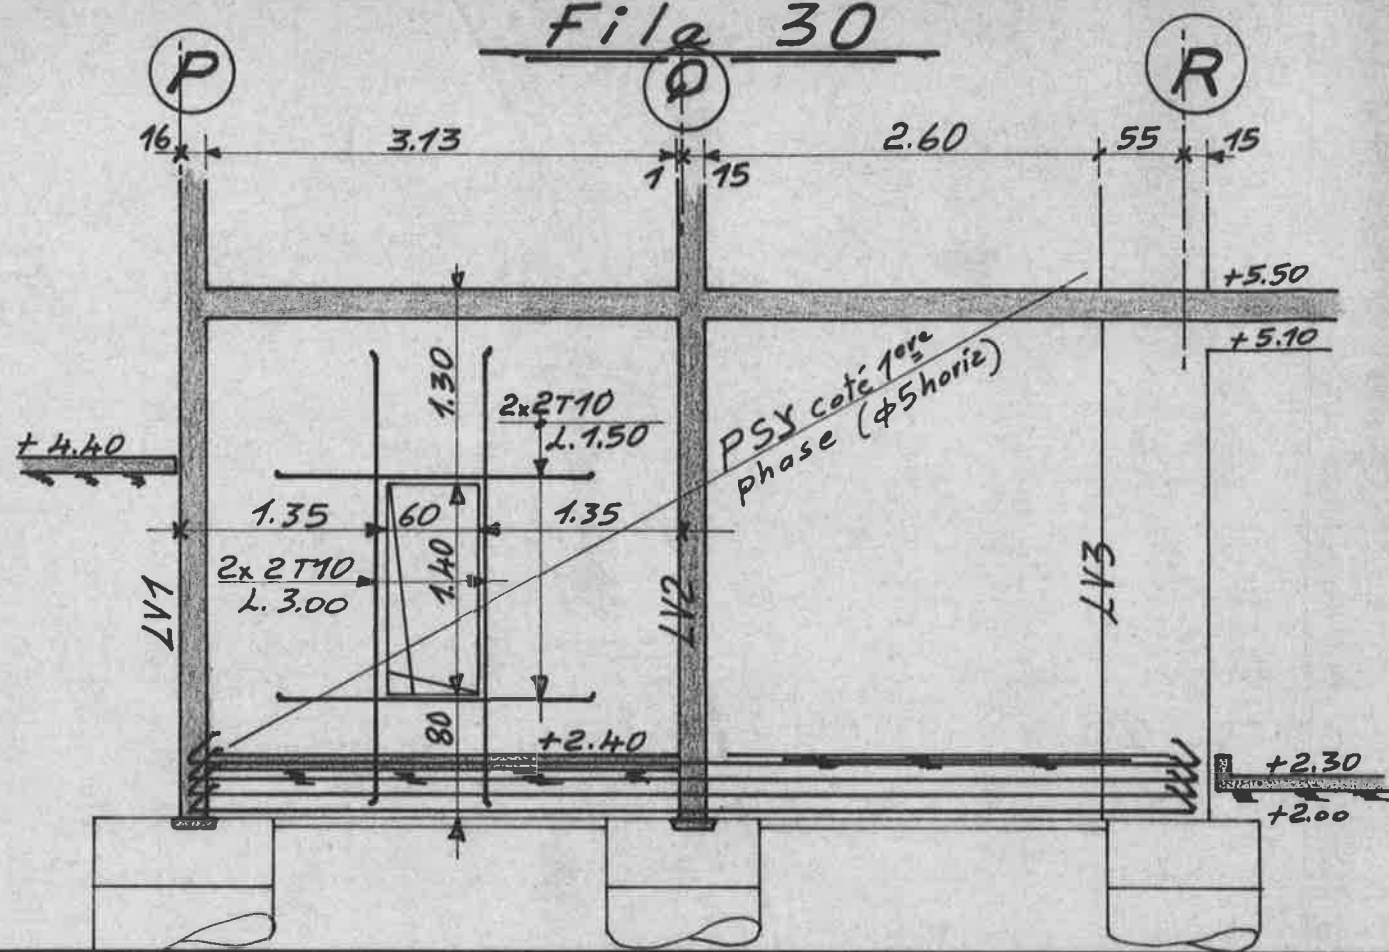 Fila 30
P
Q
R
16
3.13
1
15
2.60
55
15
+5.50
+5.10
1.30
2x2T10
L.1.50
PSY coté 1ere
phase (ϕ5horiz)
+4.40
1.35
60
1.35
1.40
2x 2T10
L. 3.00
LV1
LV2
LV3
80
+2.40
+2.30
+2.00